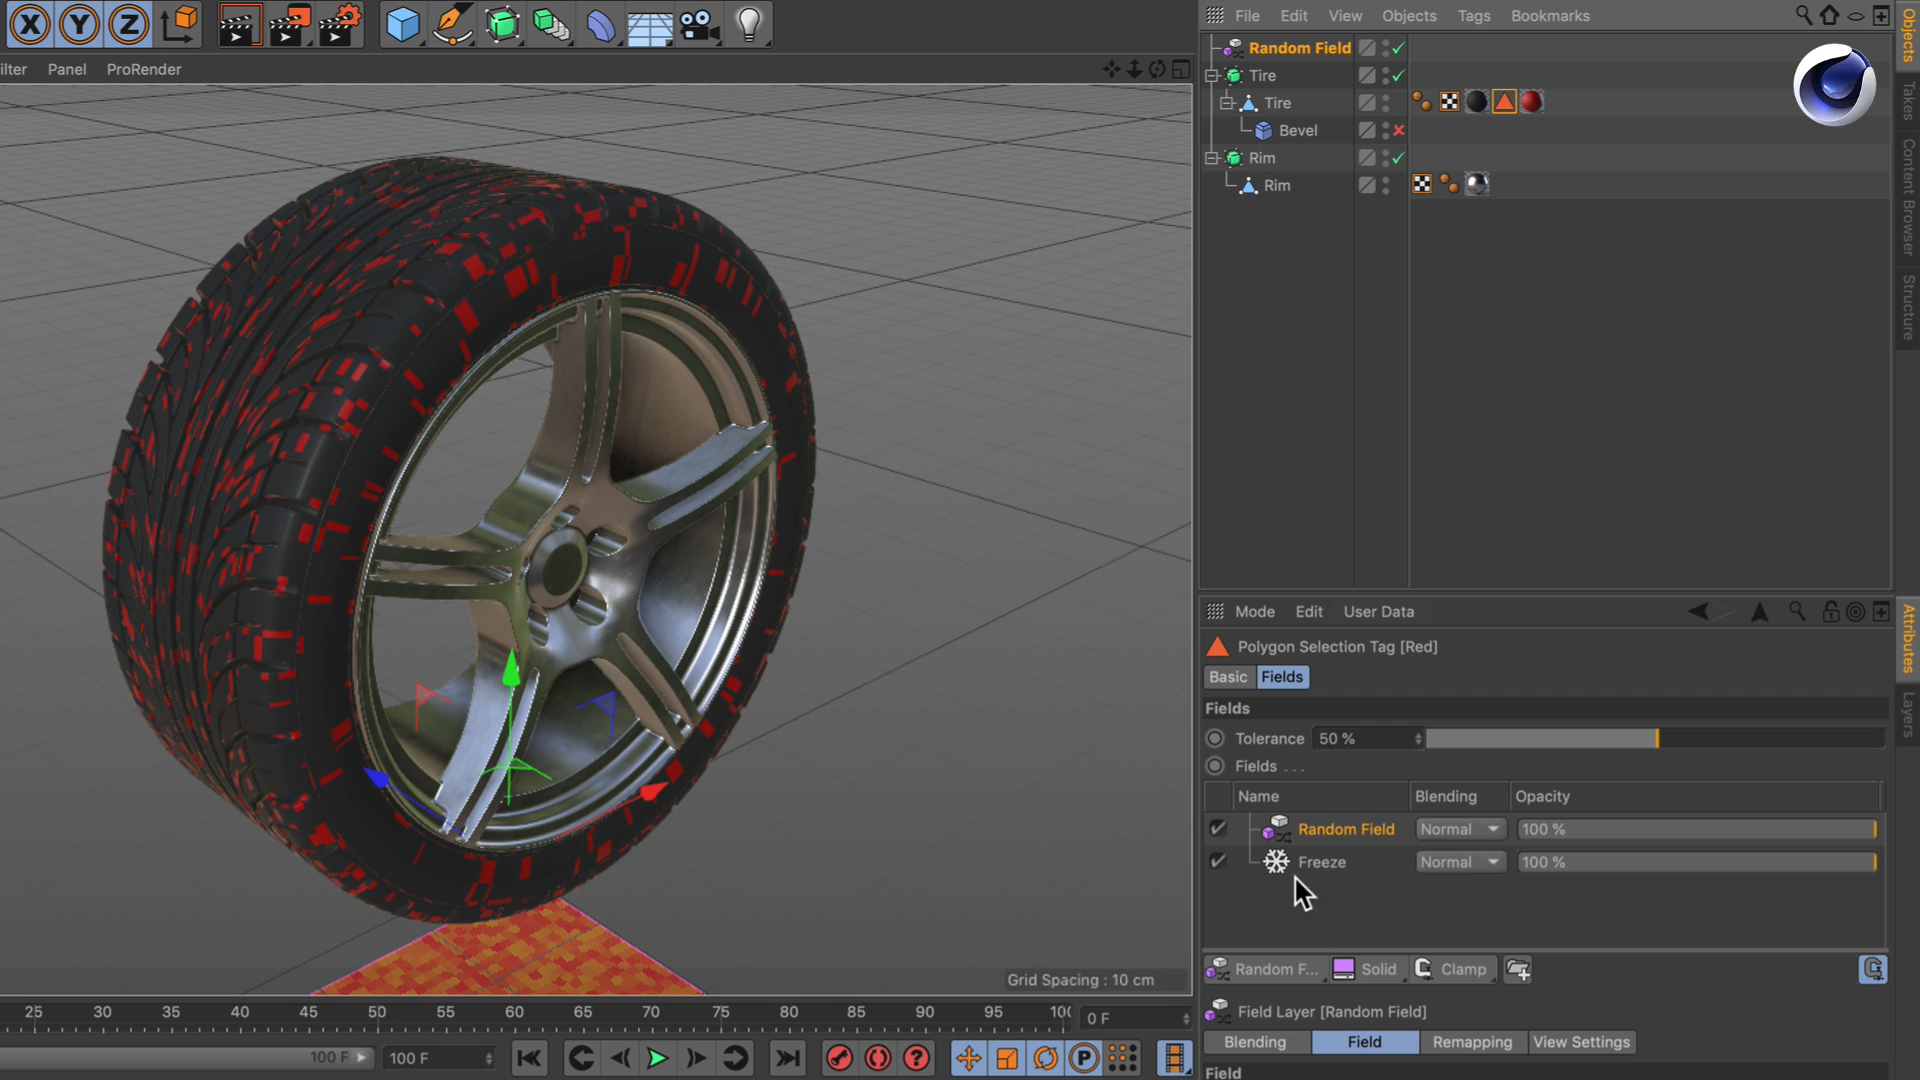 X Y Z
ilter Panel ProRender
Grid Spacing : 10 cm
25 30 35 40 45 50 55 60 65 70 75 80 85 90 95 100
0 F
100 F
100 F
P
File Edit View Objects Tags Bookmarks
Random Field
Tire
Tire
Bevel
Rim
Rim
Objects
Takes
Content Browser
Structure
Mode Edit User Data
Polygon Selection Tag [Red]
Basic Fields
Fields
Tolerance 50 %
Fields . . .
Name Blending Opacity
Random Field Normal 100 %
Freeze Normal 100 %
Random F... Solid Clamp
Field Layer [Random Field]
Blending Field Remapping View Settings
Field
Attributes
Layers